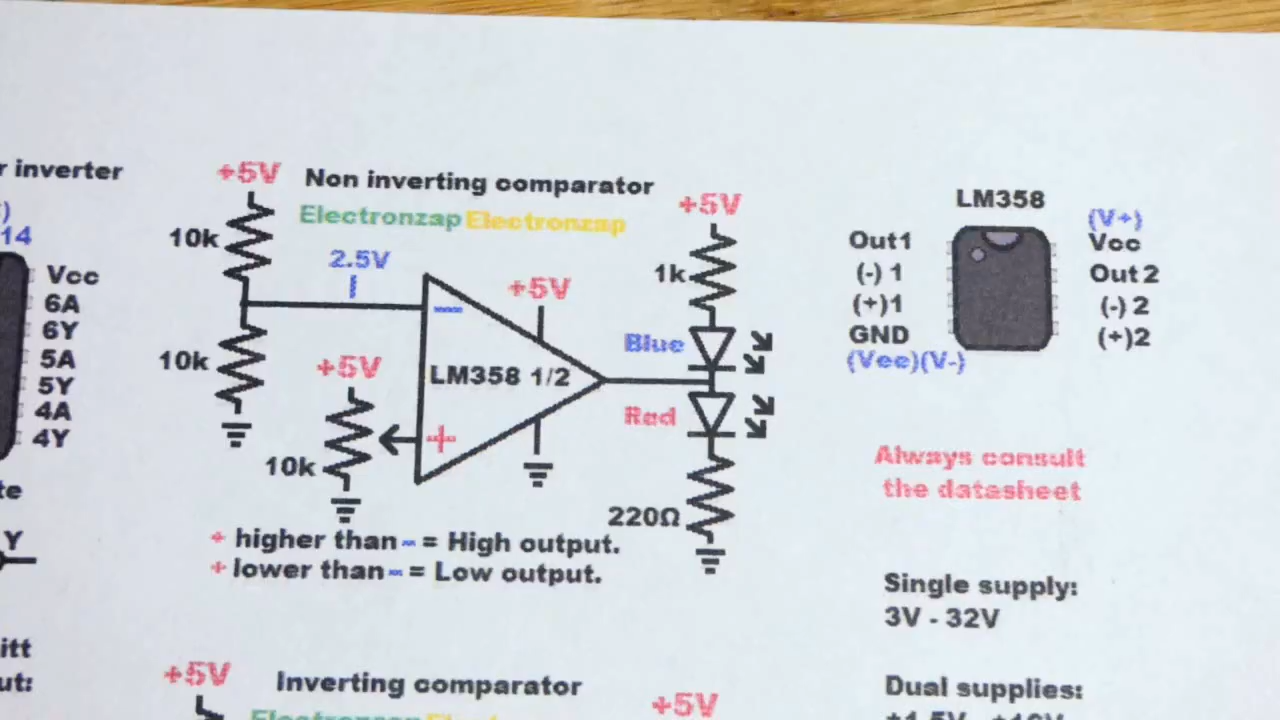 r inverter
14
Vcc
6A
6Y
5A
5Y
4A
4Y
te
Y
itt
ut:
+5V
Non inverting comparator
Electronzap Electronzap
10k
2.5V
10k
+5V
10k
−
+5V
LM358 1/2
+
+5V
1k
Blue
Red
220Ω
+ higher than - = High output.
+ lower than - = Low output.
LM358
Out1
(-) 1
(+)1
GND
(Vee)(V-)
(V+)
Vcc
Out 2
(-) 2
(+)2
Always consult
the datasheet
Single supply:
3V - 32V
Dual supplies:
+5V
Inverting comparator
+5V